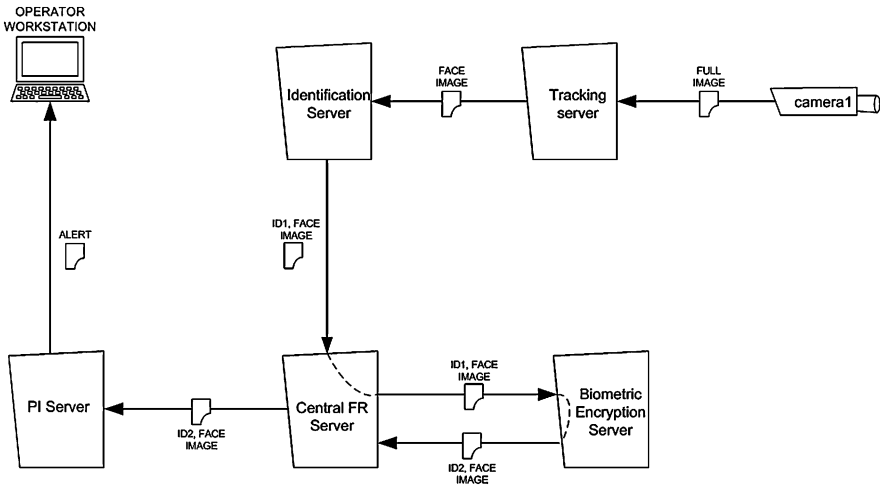 OPERATOR
WORKSTATION
Identification
Server
FACE
IMAGE
Tracking
server
FULL
IMAGE
camera1
ALERT
ID1, FACE
IMAGE
PI Server
ID2, FACE
IMAGE
Central FR
Server
ID1, FACE
IMAGE
ID2, FACE
IMAGE
Biometric
Encryption
Server